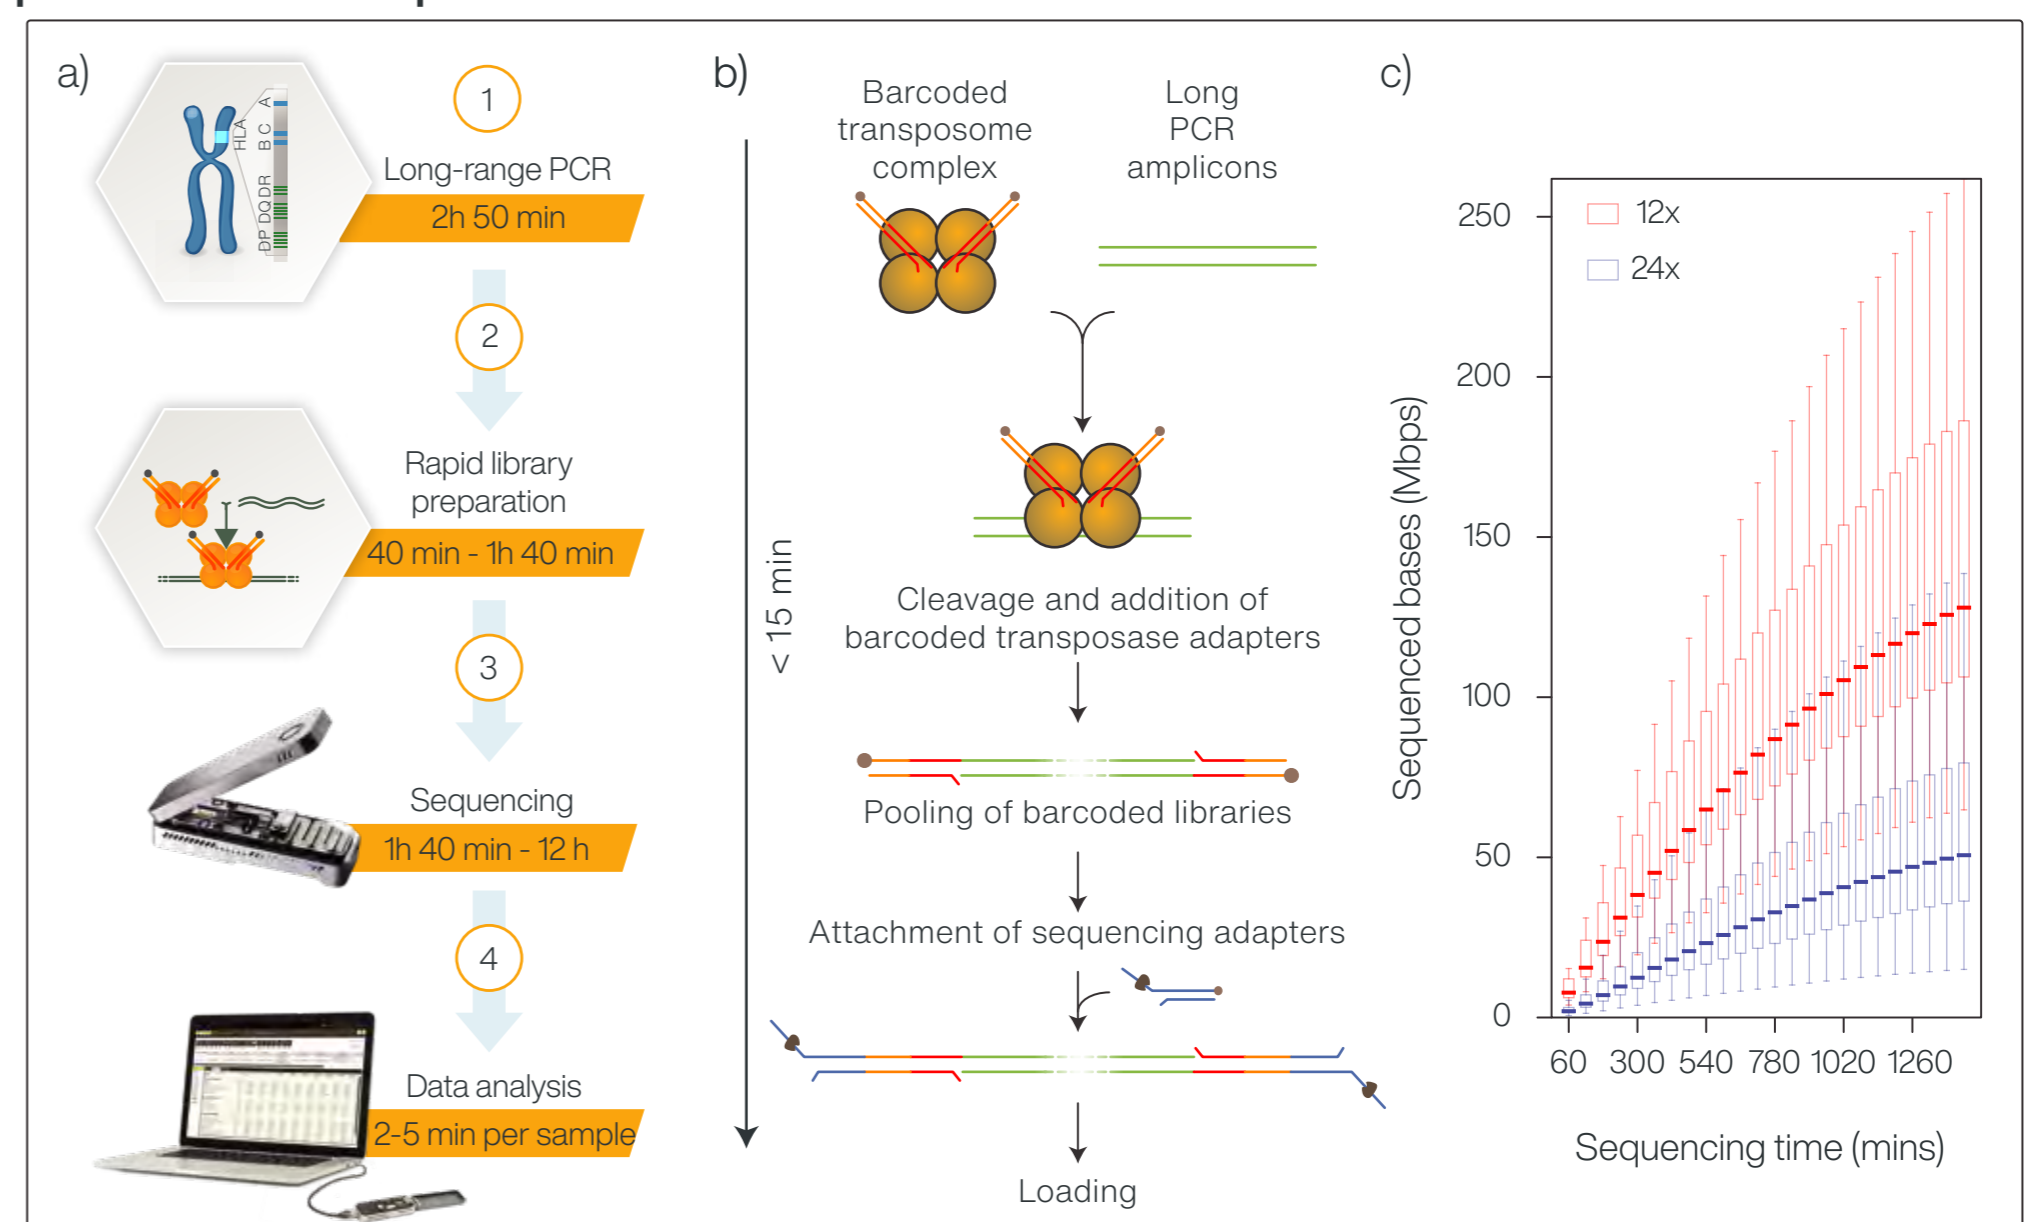 a)
HLA
A
B C
DQDR
DP
1
Long-range PCR
2h 50 min
2
Rapid library
preparation
40 min - 1h 40 min
3
Sequencing
1h 40 min - 12 h
4
Data analysis
2-5 min per sample
b)
< 15 min
Barcoded
transposome
complex
Long
PCR
amplicons
Cleavage and addition of
barcoded transposase adapters
Pooling of barcoded libraries
Attachment of sequencing adapters
Loading
c)
12x
24x
Sequenced bases (Mbps)
250
200
150
100
50
0
60 300 540 780 1020 1260
Sequencing time (mins)